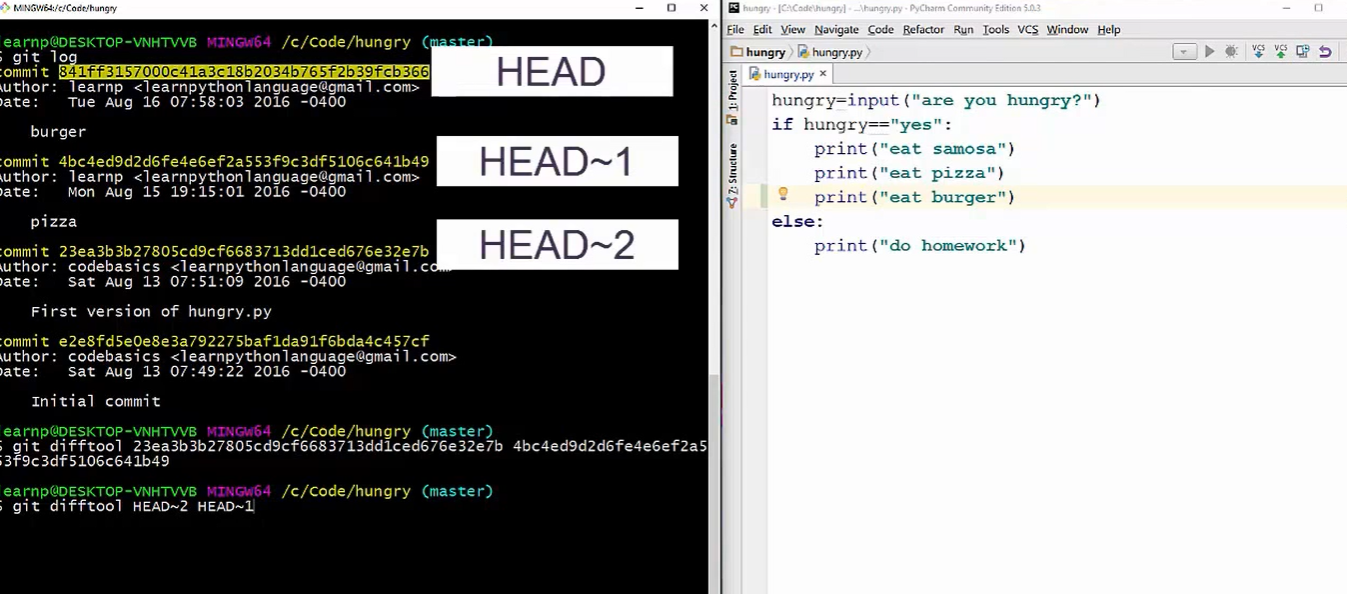 MINGW64:/c/Code/hungry
earnp@DESKTOP-VNHTVVB MINGW64 /c/Code/hungry (master)
$ git log
commit 841ff3157000c41a3c18b2034b765f2b39fcb366
Author: learnp <learnpythonlanguage@gmail.com>
Date: Tue Aug 16 07:58:03 2016 -0400
burger
commit 4bc4ed9d2d6fe4e6ef2a553f9c3df5106c641b49
Author: learnp <learnpythonlanguage@gmail.com>
Date: Mon Aug 15 19:15:01 2016 -0400
pizza
commit 23ea3b3b27805cd9cf6683713dd1ced676e32e7b
Author: codebasics <learnpythonlanguage@gmail.com>
Date: Sat Aug 13 07:51:09 2016 -0400
First version of hungry.py
commit e2e8fd5e0e8e3a792275baf1da91f6bda4c457cf
Author: codebasics <learnpythonlanguage@gmail.com>
Date: Sat Aug 13 07:49:22 2016 -0400
Initial commit
earnp@DESKTOP-VNHTVVB MINGW64 /c/Code/hungry (master)
$ git difftool 23ea3b3b27805cd9cf6683713dd1ced676e32e7b 4bc4ed9d2d6fe4e6ef2a5
53f9c3df5106c641b49
earnp@DESKTOP-VNHTVVB MINGW64 /c/Code/hungry (master)
$ git difftool HEAD~2 HEAD~1
HEAD
HEAD~1
HEAD~2
hungry - [C:\Code\hungry] - ...\hungry.py - PyCharm Community Edition 5.0.3
File Edit View Navigate Code Refactor Run Tools VCS Window Help
hungry hungry.py
VCS VCS
hungry.py
1: Project
7: Structure
hungry=input("are you hungry?")
if hungry=="yes":
print("eat samosa")
print("eat pizza")
print("eat burger")
else:
print("do homework")